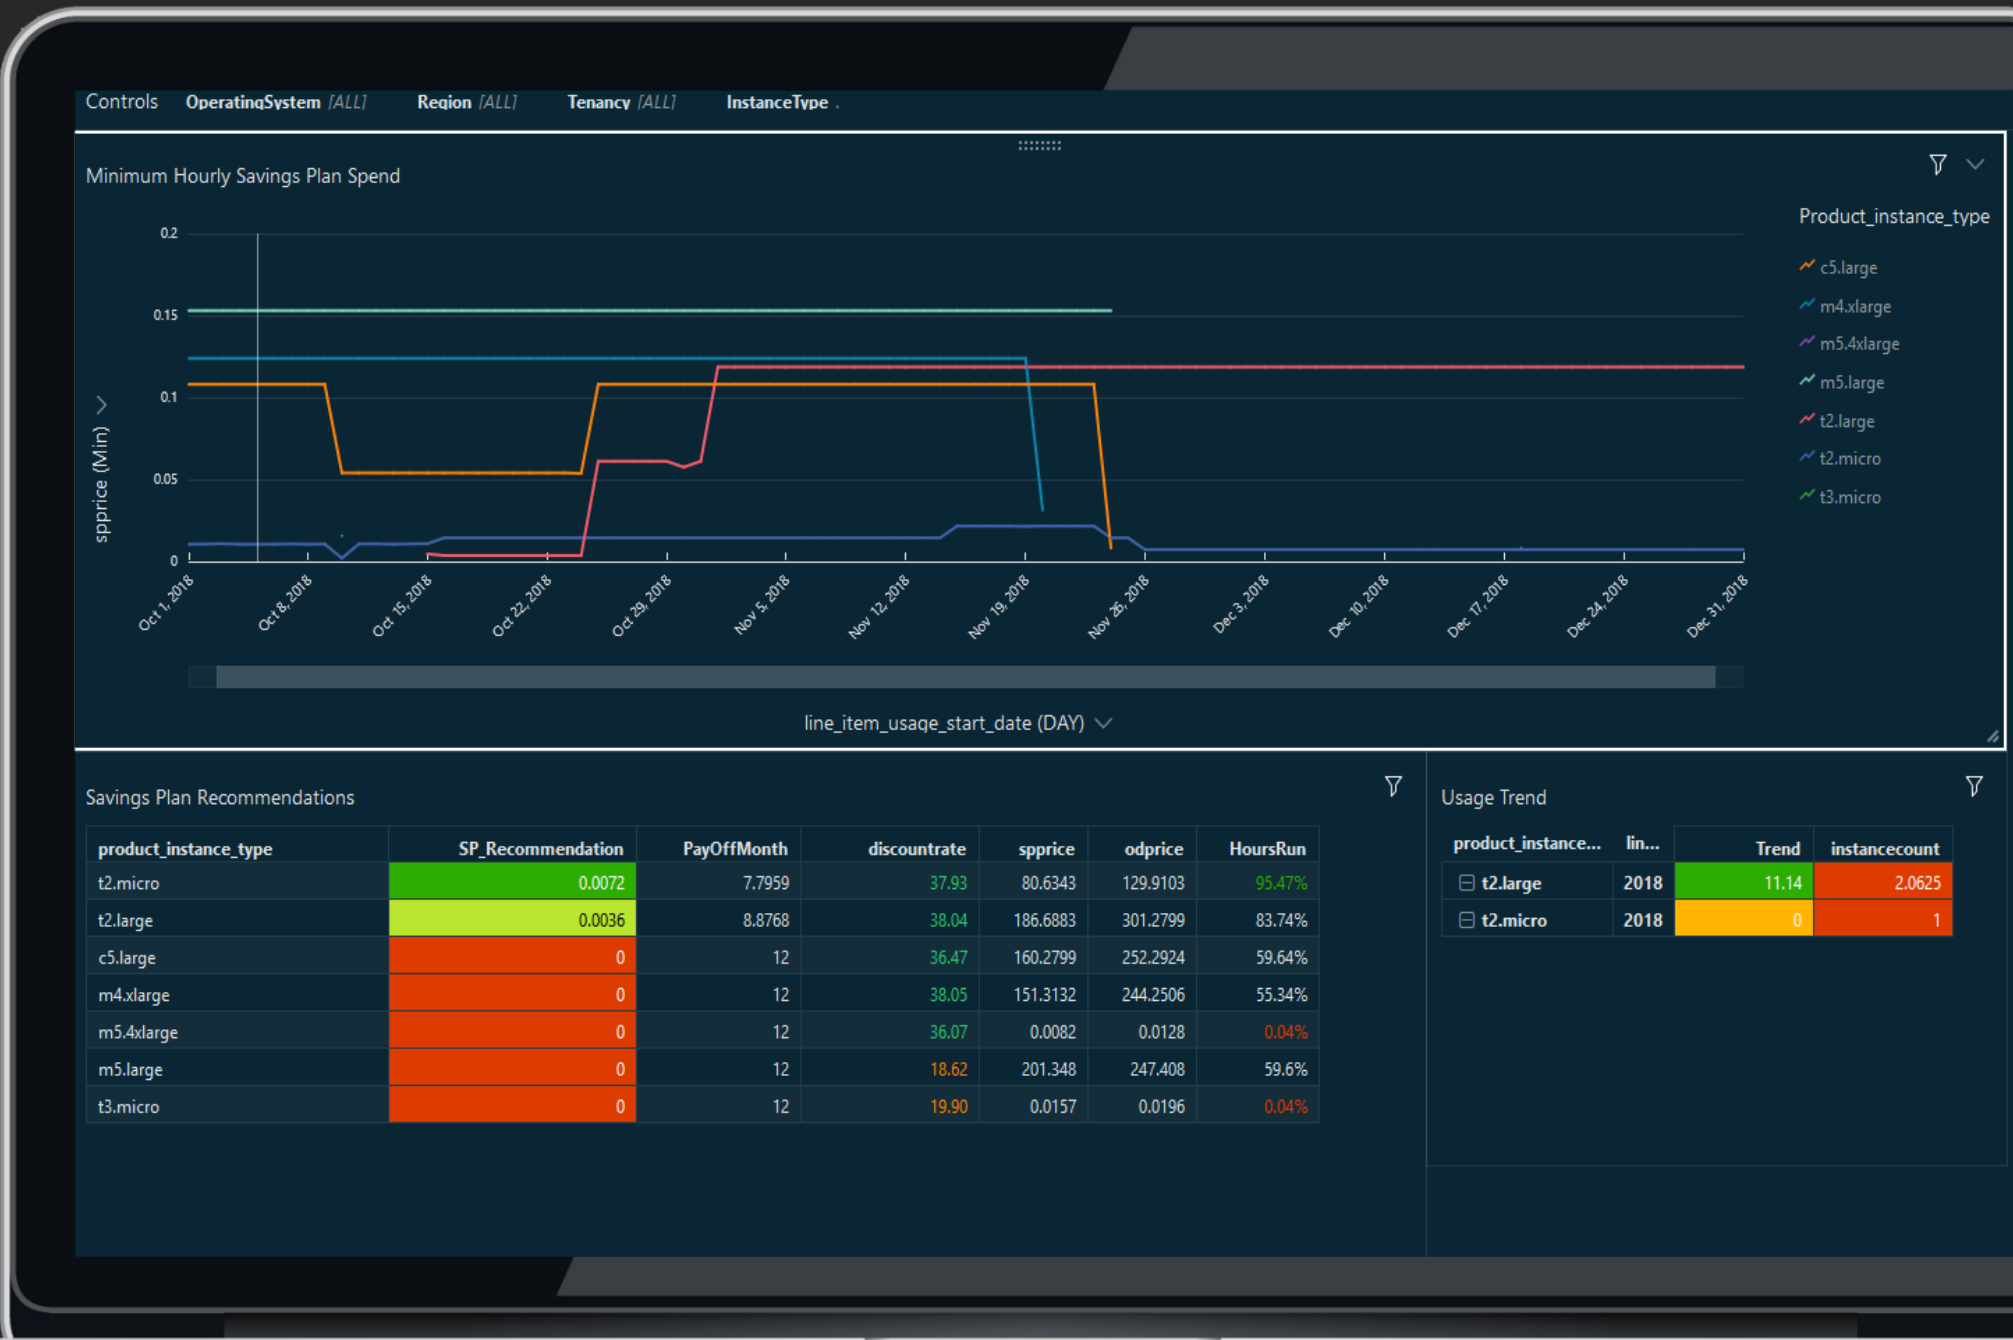 Controls OperatingSystem [ALL] Region [ALL] Tenancy [ALL] InstanceType .
Minimum Hourly Savings Plan Spend
Product_instance_type
c5.large
m4.xlarge
m5.4xlarge
m5.large
t2.large
t2.micro
t3.micro
spprice (Min)
0.2
0.15
0.1
0.05
0
Oct 1, 2018
Oct 8, 2018
Oct 15, 2018
Oct 22, 2018
Oct 29, 2018
Nov 5, 2018
Nov 12, 2018
Nov 19, 2018
Nov 26, 2018
Dec 3, 2018
Dec 10, 2018
Dec 17, 2018
Dec 24, 2018
Dec 31, 2018
line_item_usage_start_date (DAY)
Savings Plan Recommendations
product_instance_type SP_Recommendation PayOffMonth discountrate spprice odprice HoursRun
t2.micro 0.0072 7.7959 37.93 80.6343 129.9103 95.47%
t2.large 0.0036 8.8768 38.04 186.6883 301.2799 83.74%
c5.large 0 12 36.47 160.2799 252.2924 59.64%
m4.xlarge 0 12 38.05 151.3132 244.2506 55.34%
m5.4xlarge 0 12 36.07 0.0082 0.0128 0.04%
m5.large 0 12 18.62 201.348 247.408 59.6%
t3.micro 0 12 19.90 0.0157 0.0196 0.04%
Usage Trend
product_instance... lin... Trend instancecount
t2.large 2018 11.14 2.0625
t2.micro 2018 0 1